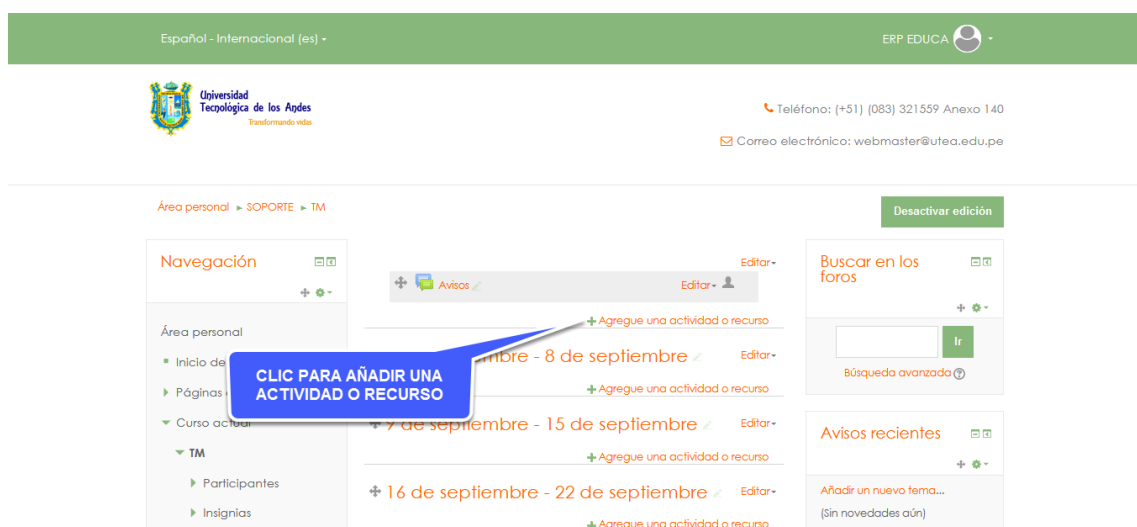 Español - Internacional (es)
ERP EDUCA
Universidad
Tecnológica de los Andes
Transformando vidas
Teléfono: (+51) (083) 321559 Anexo 140
Correo electrónico: webmaster@utea.edu.pe
Área personal ► SOPORTE ► TM
Desactivar edición
Navegación
Área personal
Inicio de
Páginas
Curso actual
TM
Participantes
Insignias
Editar
Avisos
Editar
Agregue una actividad o recurso
CLIC PARA AÑADIR UNA
ACTIVIDAD O RECURSO
- 8 de septiembre
Editar
Agregue una actividad o recurso
9 de septiembre - 15 de septiembre
Editar
Agregue una actividad o recurso
16 de septiembre - 22 de septiembre
Editar
Agregue una actividad o recurso
Buscar en los
foros
Ir
Búsqueda avanzada
Avisos recientes
Añadir un nuevo tema...
(Sin novedades aún)